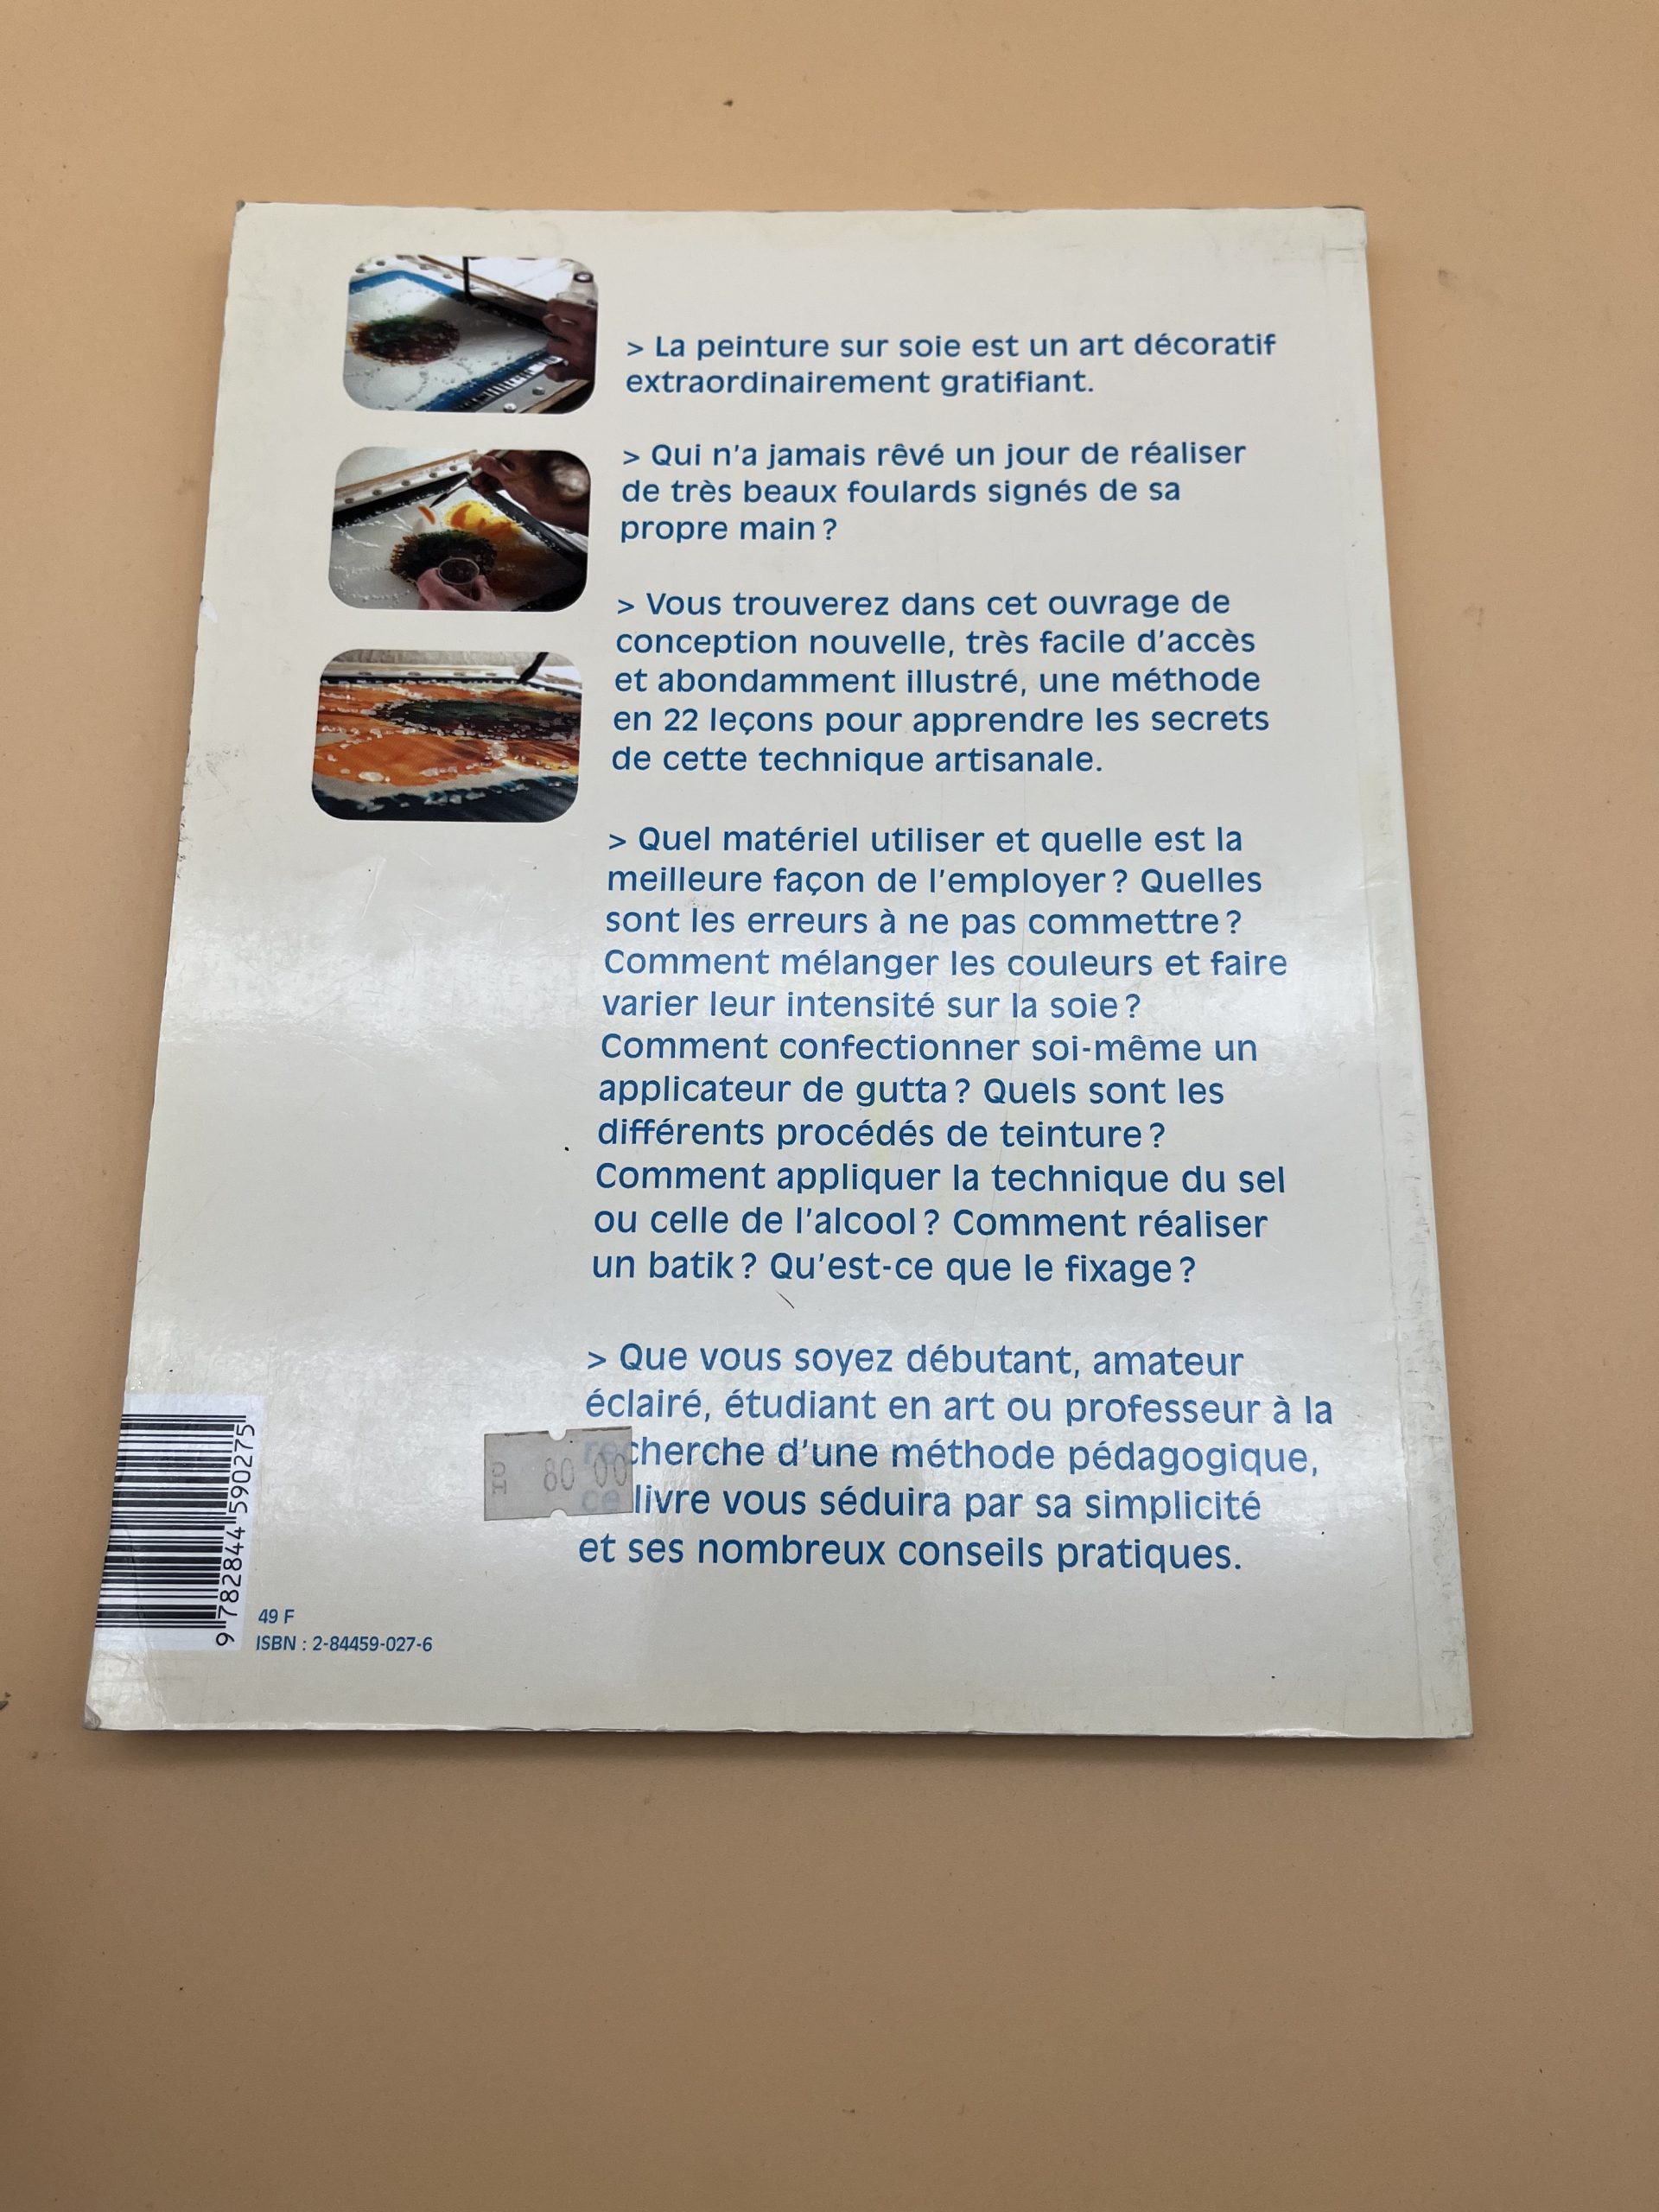 > La peinture sur soie est un art décoratif
extraordinairement gratifiant.
> Qui n'a jamais rêvé un jour de réaliser
de très beaux foulards signés de sa
propre main ?
> Vous trouverez dans cet ouvrage de
conception nouvelle, très facile d'accès
et abondamment illustré, une méthode
en 22 leçons pour apprendre les secrets
de cette technique artisanale.
> Quel matériel utiliser et quelle est la
meilleure façon de l'employer ? Quelles
sont les erreurs à ne pas commettre ?
Comment mélanger les couleurs et faire
varier leur intensité sur la soie ?
Comment confectionner soi-même un
applicateur de gutta ? Quels sont les
différents procédés de teinture ?
Comment appliquer la technique du sel
ou celle de l'alcool ? Comment réaliser
un batik ? Qu'est-ce que le fixage ?
> Que vous soyez débutant, amateur
éclairé, étudiant en art ou professeur à la
recherche d'une méthode pédagogique,
ce livre vous séduira par sa simplicité
et ses nombreux conseils pratiques.
80 00
9 782844 590275
49 F
ISBN : 2-84459-027-6